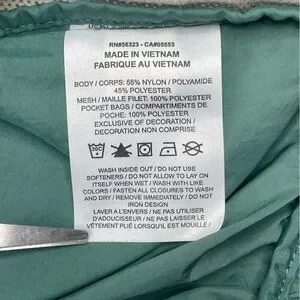 RN#56323 - CA#05553
MADE IN VIETNAM
FABRIQUE AU VIETNAM
BODY / CORPS: 55% NYLON / POLYAMIDE
45% POLYESTER
MESH / MAILLE FILET: 100% POLYESTER
POCKET BAGS / COMPARTIMENTS DE
POCHE: 100% POLYESTER
EXCLUSIVE OF DECORATION /
DECORATION NON COMPRISE
WASH INSIDE OUT / DO NOT USE
SOFTENERS / DO NOT ALLOW TO LAY ON
ITSELF WHEN WET / WASH WITH LIKE
COLORS / FASTEN ALL CLOSURES TO WASH
AND DRY / REMOVE IMMEDIATELY / DO NOT
IRON DESIGN
LAVER A L'ENVERS / NE PAS UTILISER
D'ADOUCISSEUR / NE PAS LAISSER LE
VÊTEMENT PLIÉ LORSQU'IL EST MOUILLÉ /